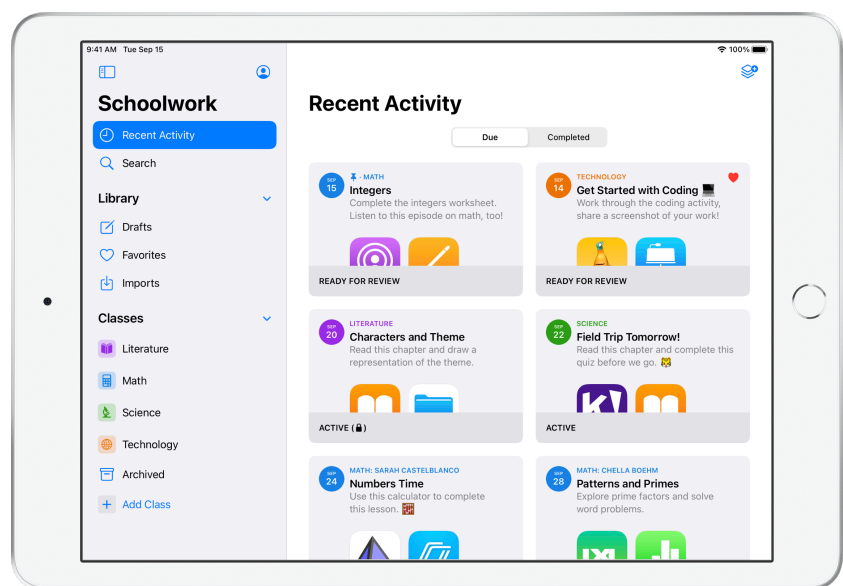 9:41 AM Tue Sep 15
100%
Schoolwork
Recent Activity
Search
Library
Drafts
Favorites
Imports
Classes
Literature
Math
Science
Technology
Archived
Add Class
Recent Activity
Due
Completed
SEP
15
· MATH
Integers
Complete the integers worksheet.
Listen to this episode on math, too!
READY FOR REVIEW
SEP
14
TECHNOLOGY
Get Started with Coding
Work through the coding activity,
share a screenshot of your work!
READY FOR REVIEW
SEP
20
LITERATURE
Characters and Theme
Read this chapter and draw a
representation of the theme.
ACTIVE ( )
SEP
22
SCIENCE
Field Trip Tomorrow!
Read this chapter and complete this
quiz before we go.
K!
ACTIVE
SEP
24
MATH: SARAH CASTELBLANCO
Numbers Time
Use this calculator to complete
this lesson.
SEP
28
MATH: CHELLA BOEHM
Patterns and Primes
Explore prime factors and solve
word problems.
IXL